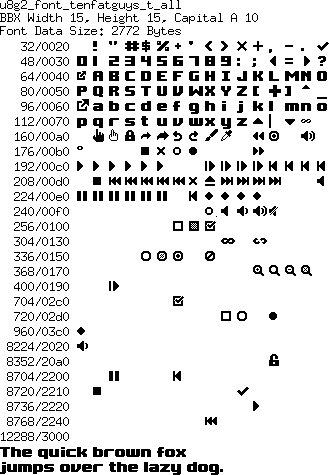 u8g2_font_tenfatguys_t_all
BBX Width 15, Height 15, Capital A 10
Font Data Size: 2772 Bytes
32/0020 ! " # $ % + ' < > × + , - . ✓
48/0030 0 1 2 3 4 5 6 7 8 9 : ; ◀ = ▶ ?
64/0040 A B C D E F G H I J K L M N O
80/0050 P Q R S T U V W X Y Z [ + ] ^ _
96/0060 a b c d e f g h i j k l m n o
112/0070 p q r s t u v w x y z ▲ | ▼ ∞
160/00a0
176/00b0 °
192/00c0
208/00d0
224/00e0
240/00f0
256/0100
304/0130
336/0150
368/0170
400/0190
704/02c0
720/02d0
960/03c0
8224/2020
8352/20a0
8704/2200
8720/2210
8736/2220
8768/2240
12288/3000
The quick brown fox
jumps over the lazy dog.